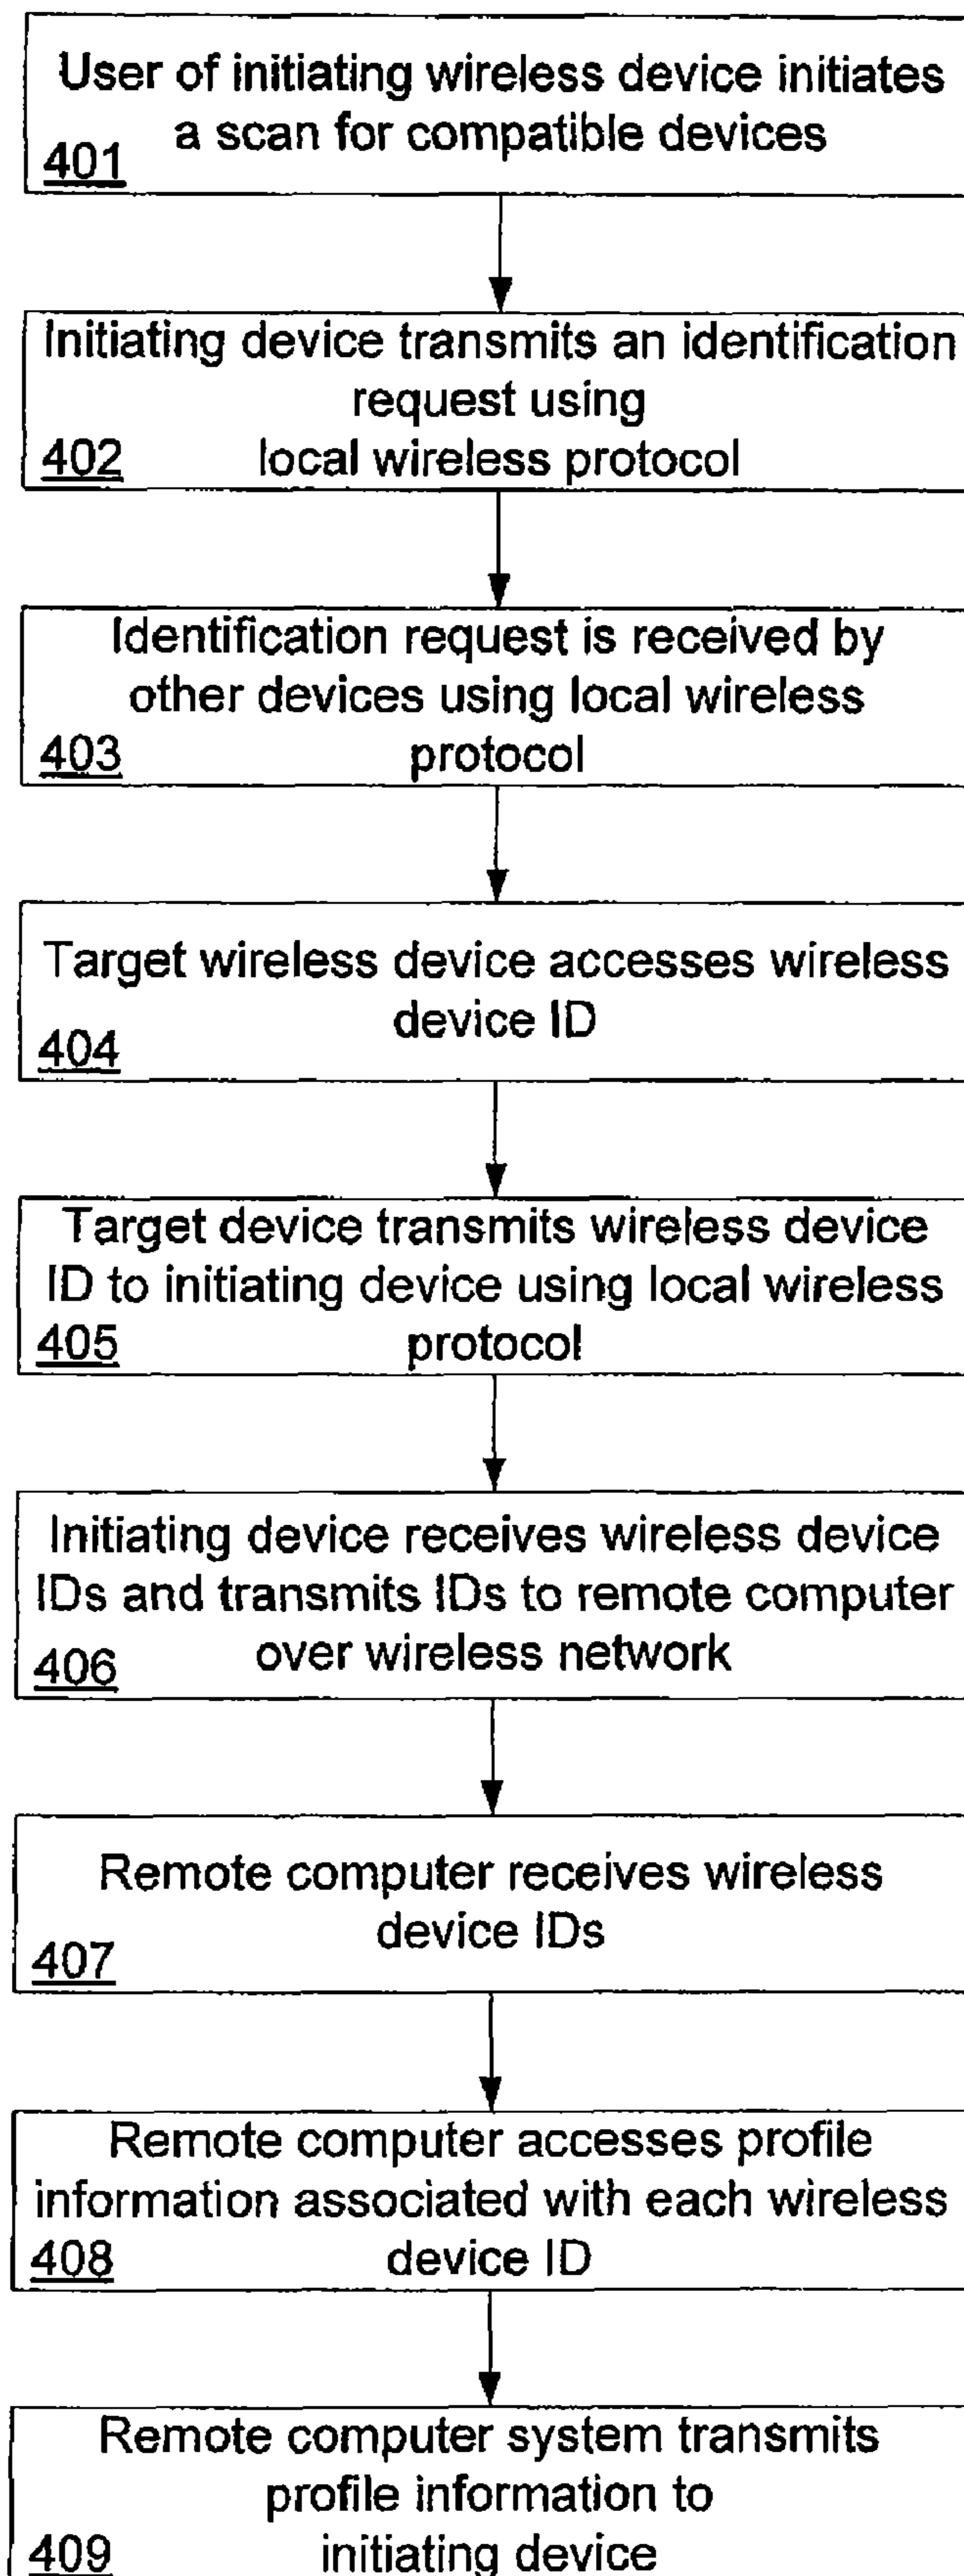 User of initiating wireless device initiates
a scan for compatible devices
401
Initiating device transmits an identification
request using
local wireless protocol
402
Identification request is received by
other devices using local wireless
protocol
403
Target wireless device accesses wireless
device ID
404
Target device transmits wireless device
ID to initiating device using local wireless
protocol
405
Initiating device receives wireless device
IDs and transmits IDs to remote computer
over wireless network
406
Remote computer receives wireless
device IDs
407
Remote computer accesses profile
information associated with each wireless
device ID
408
Remote computer system transmits
profile information to
initiating device
409